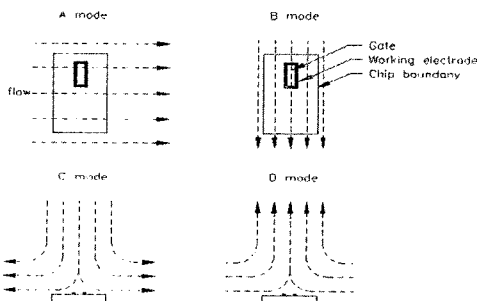 A mode
B mode
Gate
Working electrode
Chip boundary
flow
C mode
D mode